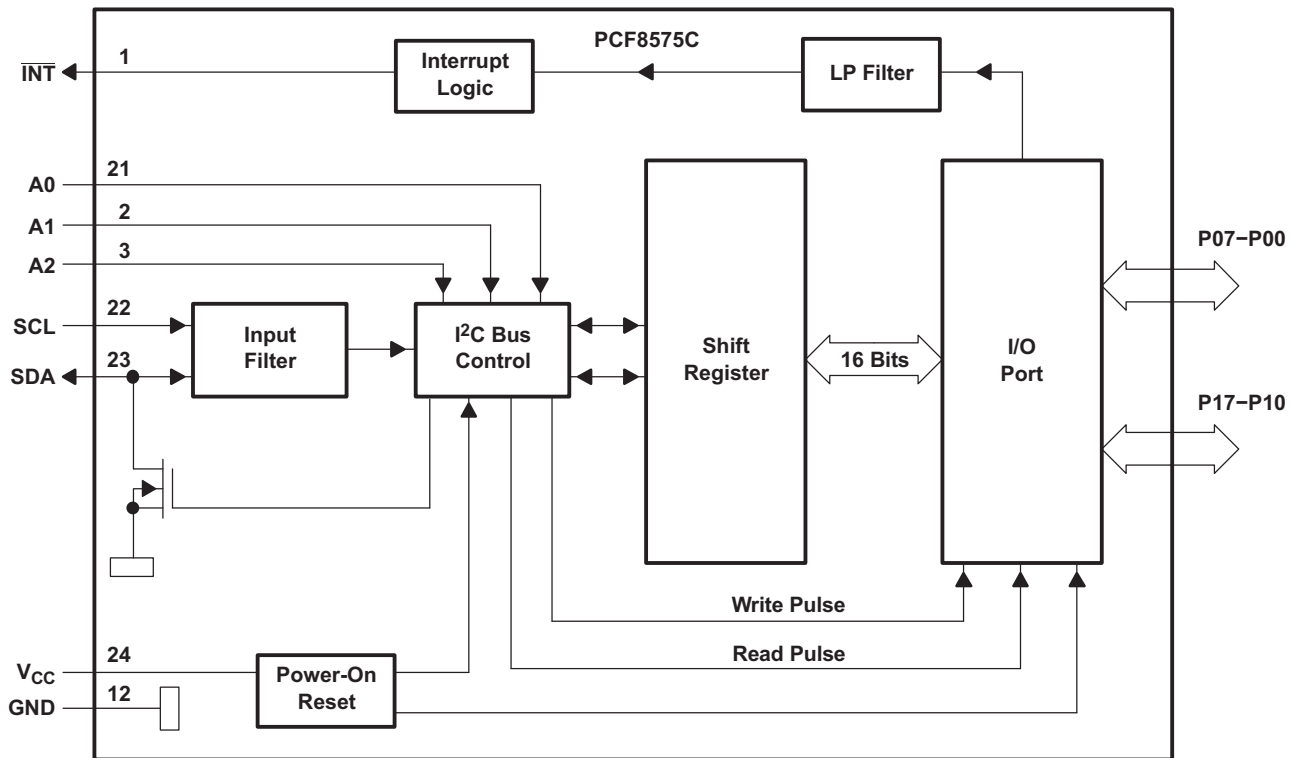 PCF8575C
INT
1
Interrupt
Logic
LP Filter
A0
21
A1
2
A2
3
SCL
22
SDA
23
Input
Filter
I²C Bus
Control
Shift
Register
16 Bits
I/O
Port
P07–P00
P17–P10
Write Pulse
Read Pulse
VCC
24
GND
12
Power-On
Reset